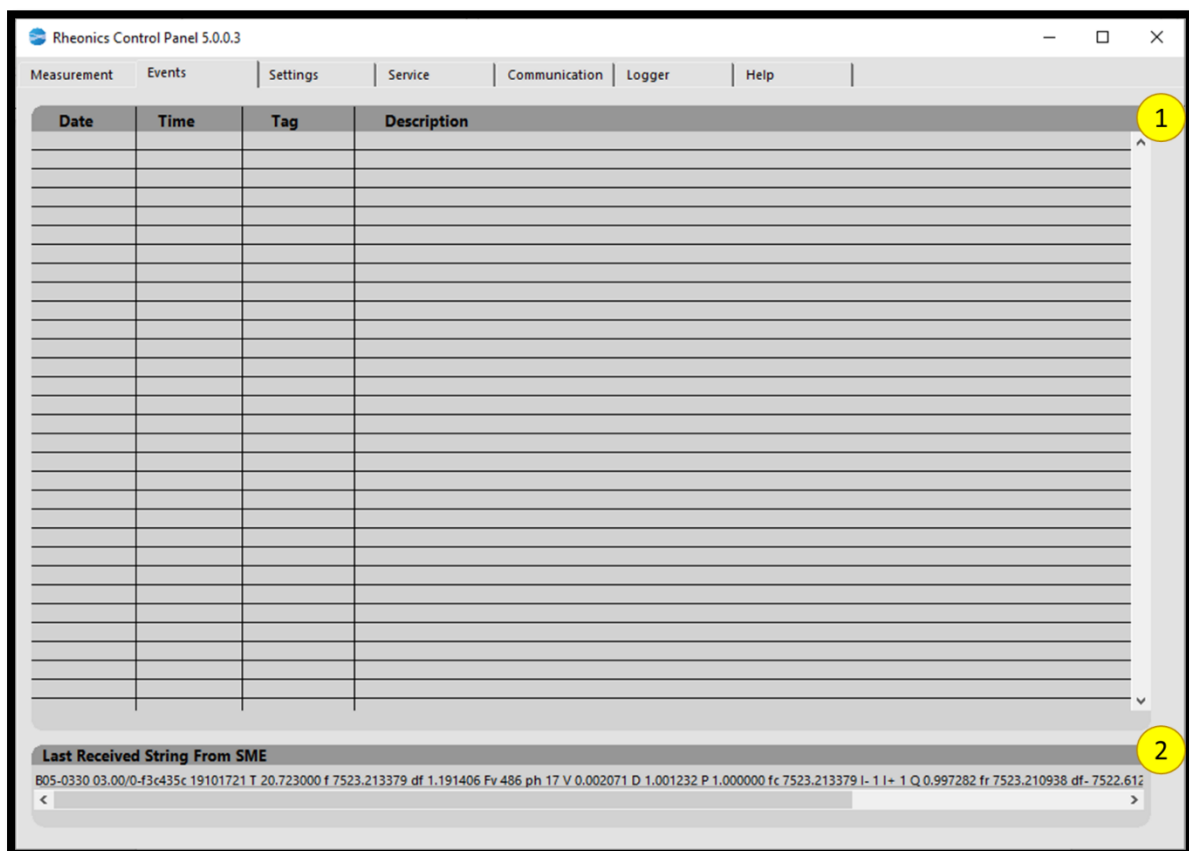 Rheonics Control Panel 5.0.0.3
Measurement Events Settings Service Communication Logger Help
Date Time Tag Description
1
Last Received String From SME
2
B05-0330 03.00/0-f3c435c 19101721 T 20.723000 f 7523.213379 df 1.191406 Fv 486 ph 17 V 0.002071 D 1.001232 P 1.000000 fc 7523.213379 I- 1 I+ 1 Q 0.997282 fr 7523.210938 df- 7522.612